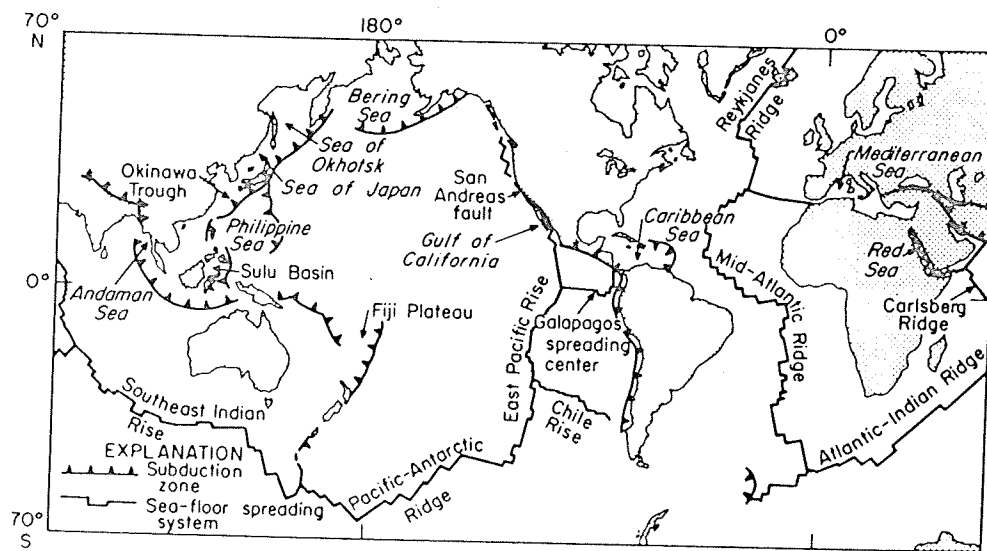 70°
N
180°
0°
Bering
Sea
Sea of
Okhotsk
Okinawa
Trough
Sea of Japan
Philippine
Sea
Sulu Basin
Andaman
Sea
0°
Fiji Plateau
San
Andreas
fault
Gulf of
California
Caribbean
Sea
Galapagos
spreading
center
East Pacific Rise
Chile
Rise
Reykjanes
Ridge
Mid-Atlantic
Ridge
Mediterranean
Sea
Red
Sea
Carlsberg
Ridge
Atlantic-Indian Ridge
Southeast Indian
Rise
Pacific-Antarctic
Ridge
EXPLANATION
Subduction
zone
Sea-floor spreading
system
70°
S